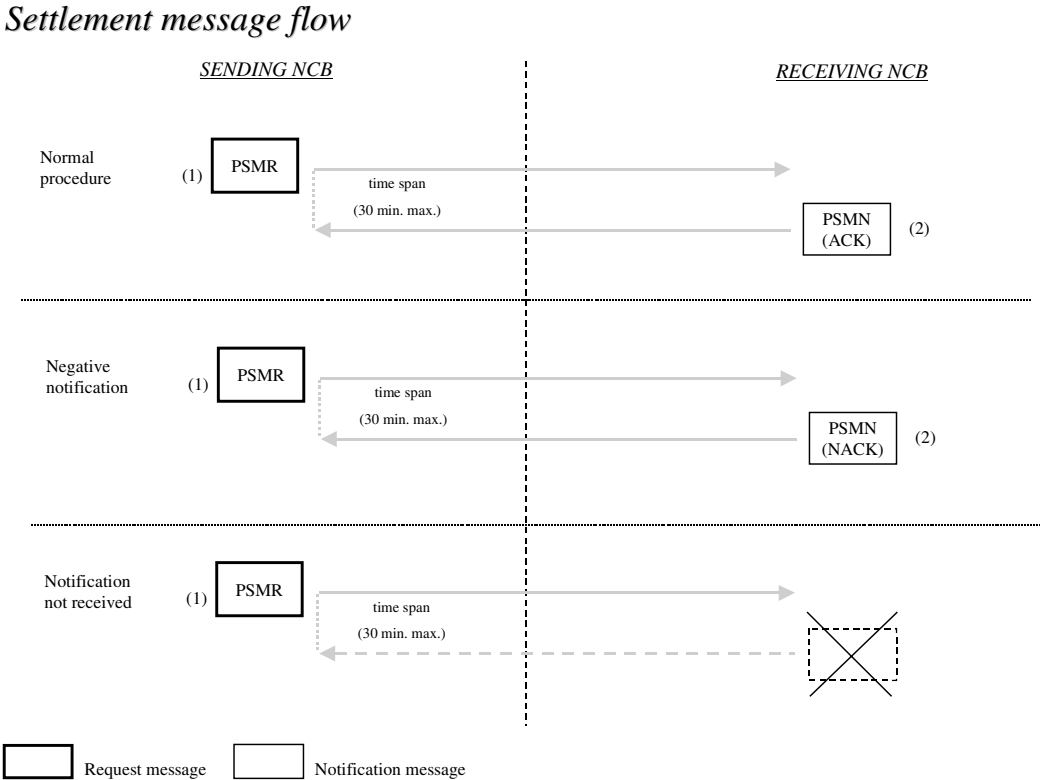 Settlement message flow
SENDING NCB
RECEIVING NCB
Normal
procedure
(1)
PSMR
time span
(30 min. max.)
PSMN
(ACK)
(2)
Negative
notification
(1)
PSMR
time span
(30 min. max.)
PSMN
(NACK)
(2)
Notification
not received
(1)
PSMR
time span
(30 min. max.)
Request message
Notification message